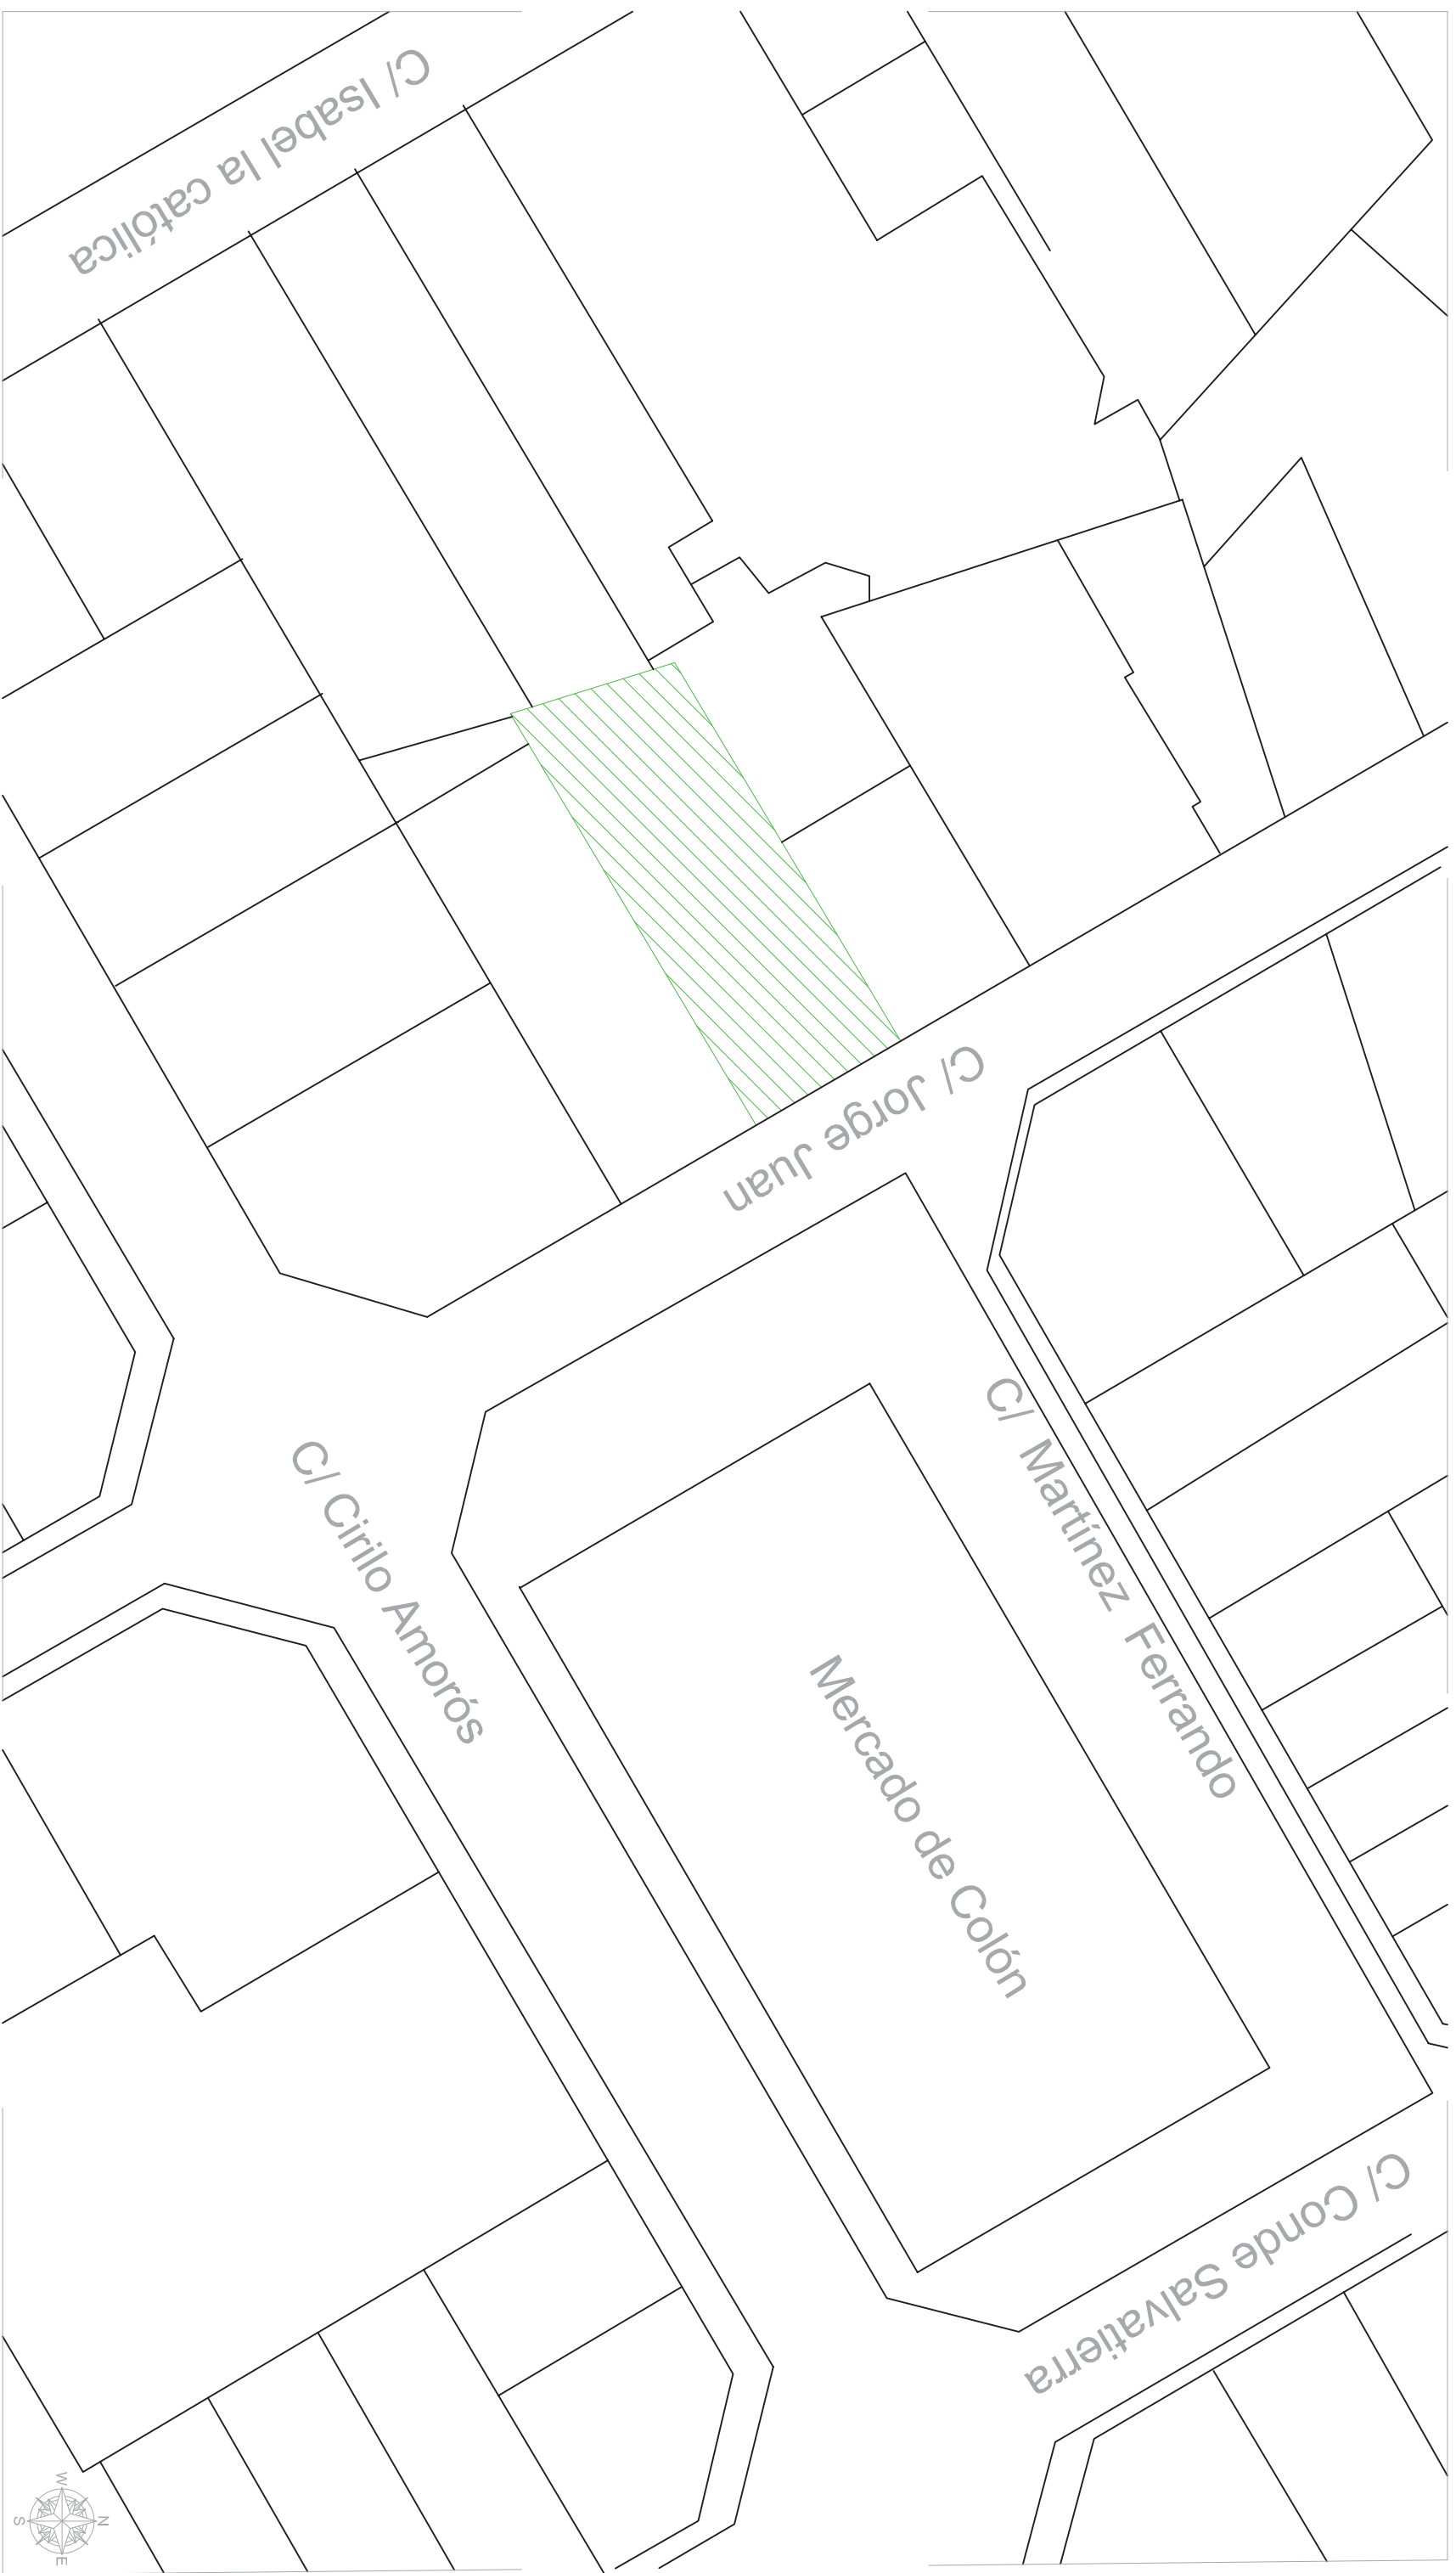 C/ Isabel la católica
C/ Jorge Juan
C/ Martínez Ferrando
C/ Cirilo Amorós
Mercado de Colón
C/ Conde Salvatierra
W
S N
E